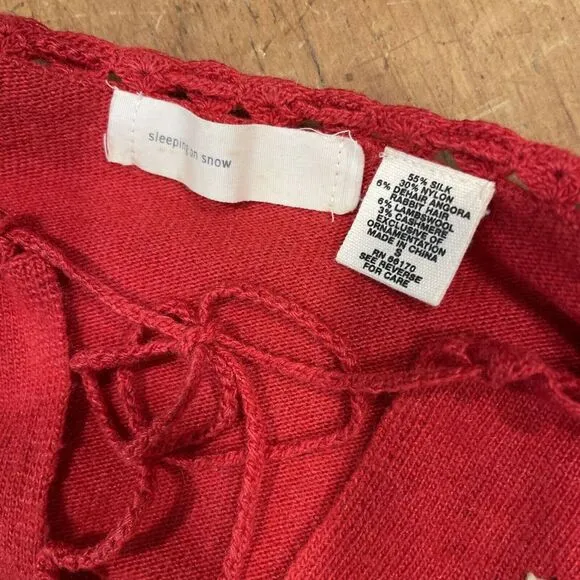 sleeping on snow
55% SILK
30% NYLON
6% DEHAIR ANGORA
RABBIT HAIR
6% LAMBSWOOL
3% CASHMERE
EXCLUSIVE OF
ORNAMENTATION
MADE IN CHINA
S
RN 66170
SEE REVERSE
FOR CARE